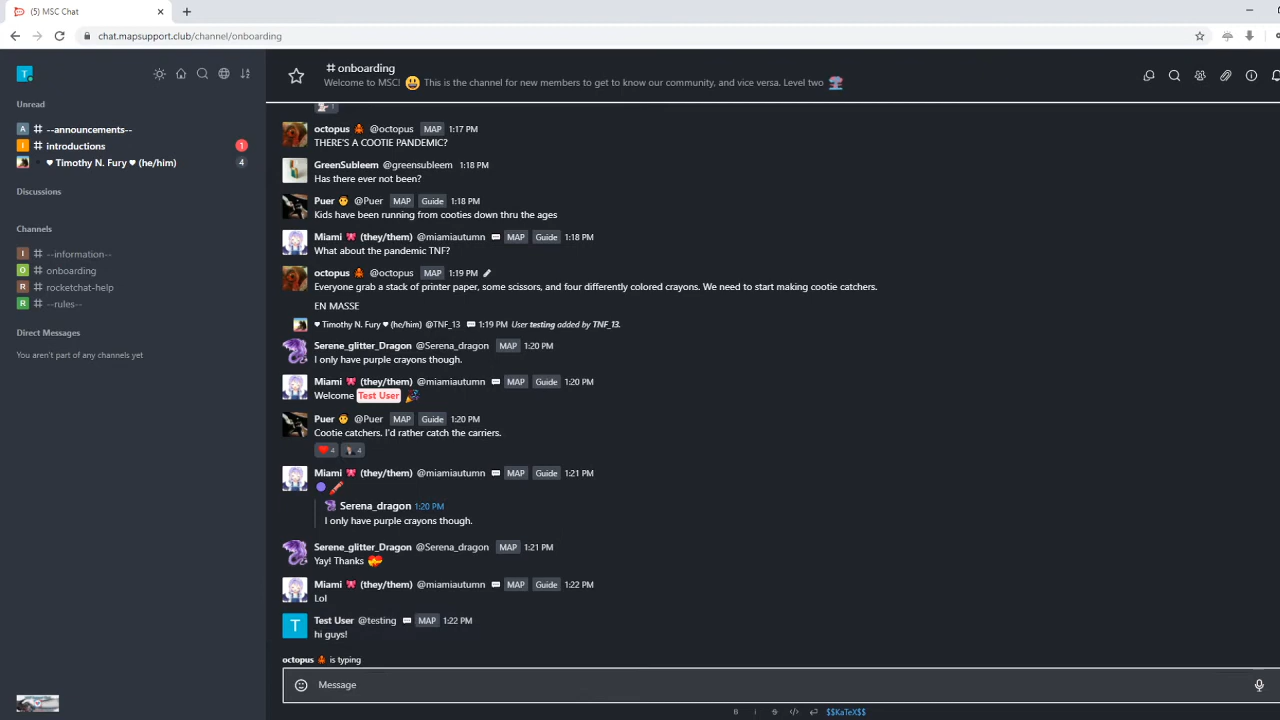 (5) MSC Chat
chat.mapsupport.club/channel/onboarding
T
Unread
A # --announcements--
I # introductions 1
♥ Timothy N. Fury ♥ (he/him) 4
Discussions
Channels
I # --information--
O # onboarding
R # rocketchat-help
R # --rules--
Direct Messages
You aren't part of any channels yet
# onboarding
Welcome to MSC! 😃 This is the channel for new members to get to know our community, and vice versa. Level two
1
octopus @octopus MAP 1:17 PM
THERE'S A COOTIE PANDEMIC?
GreenSubleem @greensubleem 1:18 PM
Has there ever not been?
Puer @Puer MAP Guide 1:18 PM
Kids have been running from cooties down thru the ages
Miami (they/them) @miamiautumn MAP Guide 1:18 PM
What about the pandemic TNF?
octopus @octopus MAP 1:19 PM
Everyone grab a stack of printer paper, some scissors, and four differently colored crayons. We need to start making cootie catchers.
EN MASSE
♥ Timothy N. Fury ♥ (he/him) @TNF_13 1:19 PM User testing added by TNF_13.
Serene_glitter_Dragon @Serena_dragon MAP 1:20 PM
I only have purple crayons though.
Miami (they/them) @miamiautumn MAP Guide 1:20 PM
Welcome Test User 🎉
Puer @Puer MAP Guide 1:20 PM
Cootie catchers. I'd rather catch the carriers.
4 4
Miami (they/them) @miamiautumn MAP Guide 1:21 PM
Serena_dragon 1:20 PM
I only have purple crayons though.
Serene_glitter_Dragon @Serena_dragon MAP 1:21 PM
Yay! Thanks
Miami (they/them) @miamiautumn MAP Guide 1:22 PM
Lol
T
Test User @testing MAP 1:22 PM
hi guys!
octopus is typing
Message
B i S </> $$KaTeX$$